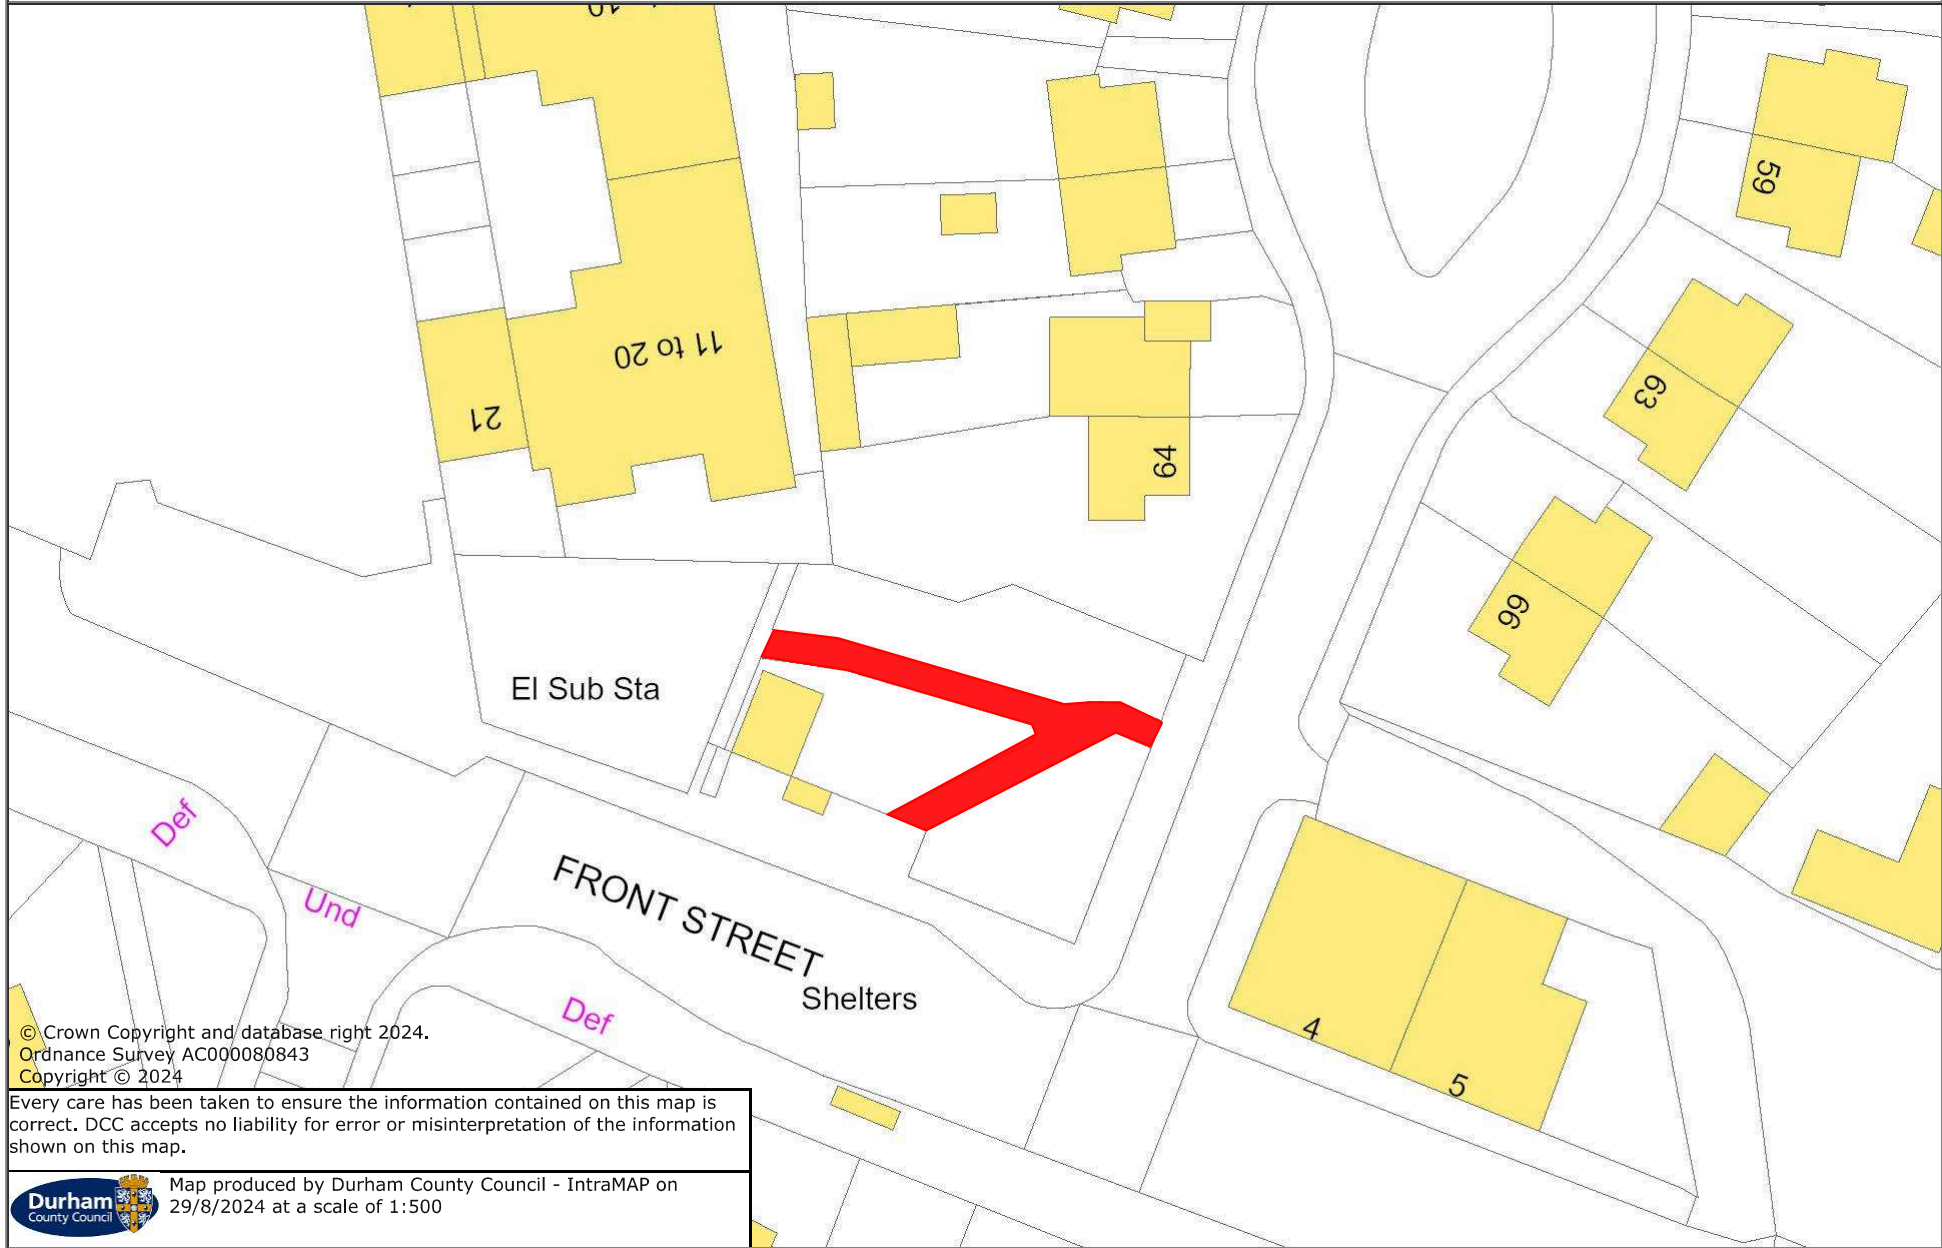 10
59
11 to 20
63
21
64
66
El Sub Sta
Def
Und
FRONT STREET
Shelters
Def
4
5
© Crown Copyright and database right 2024.
Ordnance Survey AC000080843
Copyright © 2024
Every care has been taken to ensure the information contained on this map is
correct. DCC accepts no liability for error or misinterpretation of the information
shown on this map.
Durham
County Council
Map produced by Durham County Council - IntraMAP on
29/8/2024 at a scale of 1:500